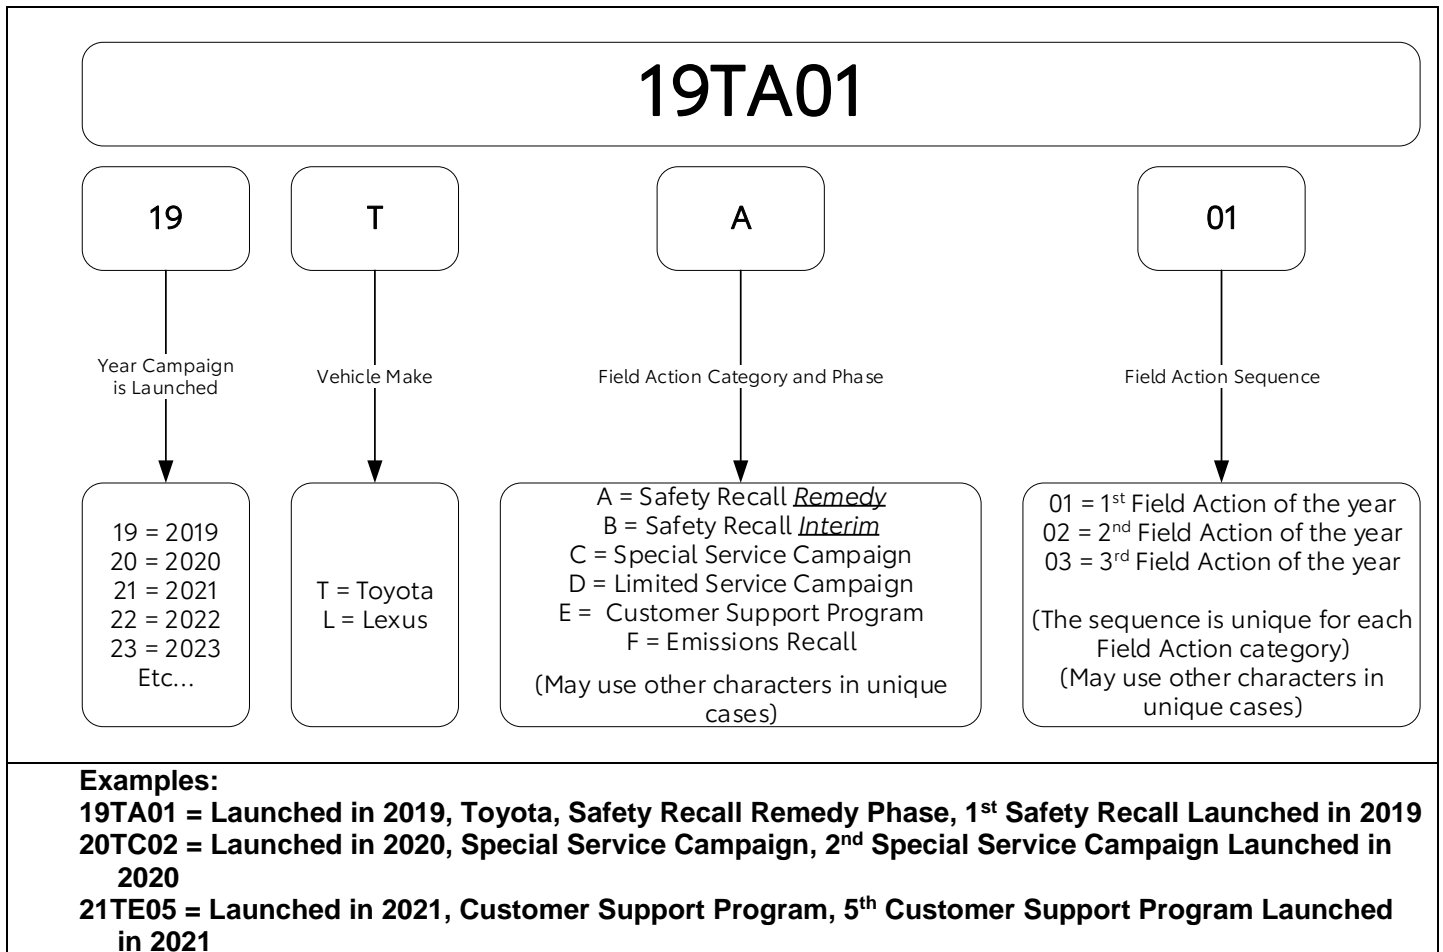 19TA01
19
T
A
01
Year Campaign
is Launched
Vehicle Make
Field Action Category and Phase
Field Action Sequence
19 = 2019
20 = 2020
21 = 2021
22 = 2022
23 = 2023
Etc...
T = Toyota
L = Lexus
A = Safety Recall Remedy
B = Safety Recall Interim
C = Special Service Campaign
D = Limited Service Campaign
E =  Customer Support Program
F = Emissions Recall
(May use other characters in unique
cases)
01 = 1st Field Action of the year
02 = 2nd Field Action of the year
03 = 3rd Field Action of the year
(The sequence is unique for each
Field Action category)
(May use other characters in
unique cases)
Examples:
19TA01 = Launched in 2019, Toyota, Safety Recall Remedy Phase, 1st Safety Recall Launched in 2019
20TC02 = Launched in 2020, Special Service Campaign, 2nd Special Service Campaign Launched in
2020
21TE05 = Launched in 2021, Customer Support Program, 5th Customer Support Program Launched
in 2021